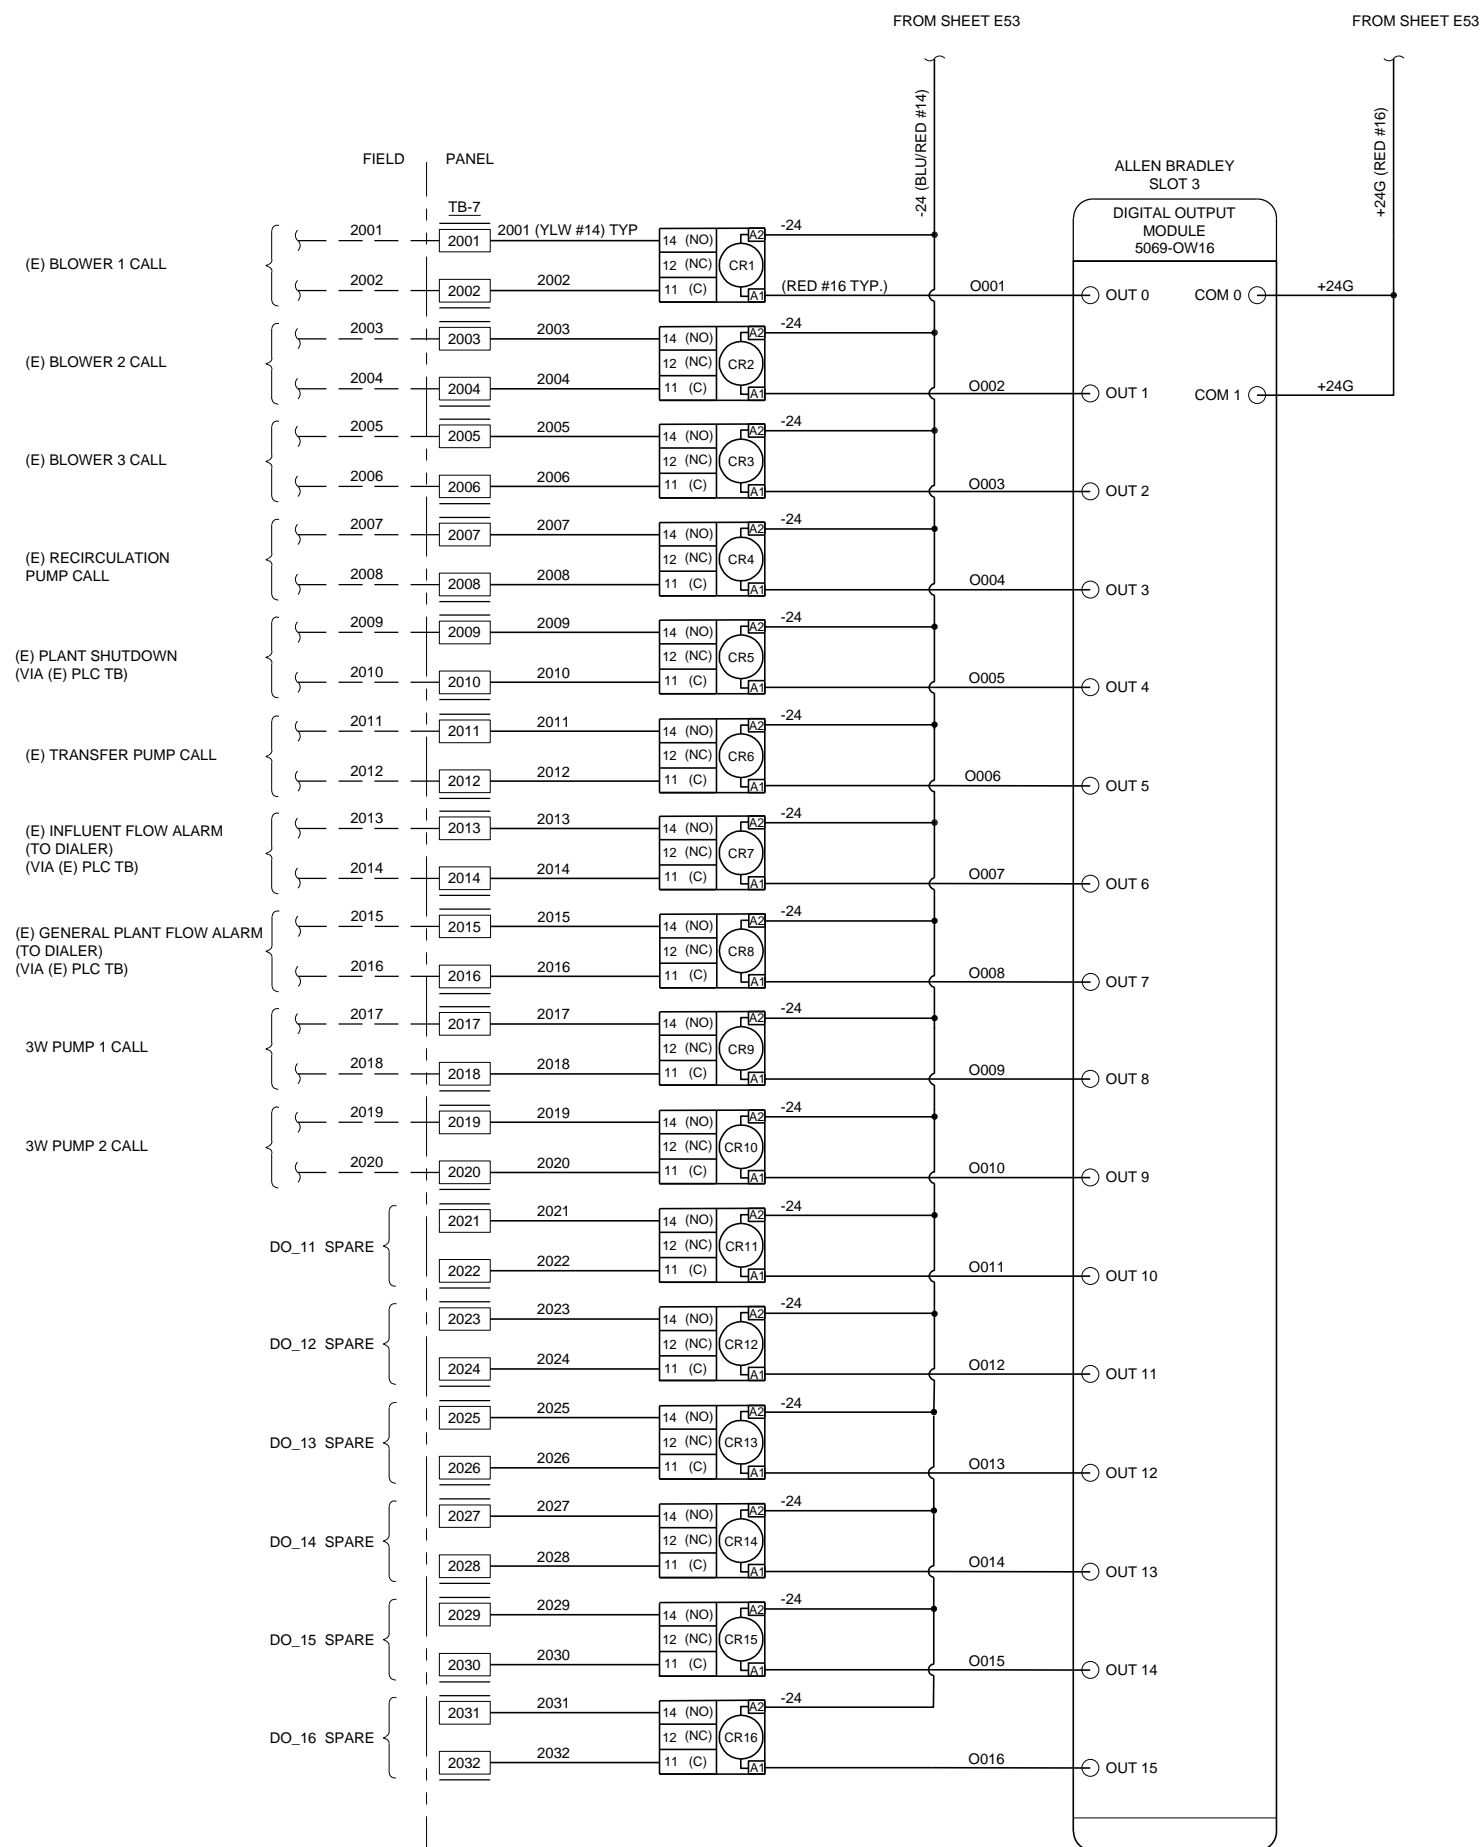 FROM SHEET E53
FROM SHEET E53
-24 (BLU/RED #14)
+24G (RED #16)
FIELD
PANEL
ALLEN BRADLEY
SLOT 3
DIGITAL OUTPUT
MODULE
5069-OW16
TB-7
(E) BLOWER 1 CALL
2001
2001
2001 (YLW #14) TYP
14 (NO)
12 (NC)
11 (C)
CR1
A2
A1
-24
2002
2002
2002
(RED #16 TYP.)
O001
OUT 0
COM 0
+24G
(E) BLOWER 2 CALL
2003
2003
2003
14 (NO)
12 (NC)
11 (C)
CR2
A2
A1
-24
2004
2004
2004
O002
OUT 1
COM 1
+24G
(E) BLOWER 3 CALL
2005
2005
2005
14 (NO)
12 (NC)
11 (C)
CR3
A2
A1
-24
2006
2006
2006
O003
OUT 2
(E) RECIRCULATION
PUMP CALL
2007
2007
2007
14 (NO)
12 (NC)
11 (C)
CR4
A2
A1
-24
2008
2008
2008
O004
OUT 3
(E) PLANT SHUTDOWN
(VIA (E) PLC TB)
2009
2009
2009
14 (NO)
12 (NC)
11 (C)
CR5
A2
A1
-24
2010
2010
2010
O005
OUT 4
(E) TRANSFER PUMP CALL
2011
2011
2011
14 (NO)
12 (NC)
11 (C)
CR6
A2
A1
-24
2012
2012
2012
O006
OUT 5
(E) INFLUENT FLOW ALARM
(TO DIALER)
(VIA (E) PLC TB)
2013
2013
2013
14 (NO)
12 (NC)
11 (C)
CR7
A2
A1
-24
2014
2014
2014
O007
OUT 6
(E) GENERAL PLANT FLOW ALARM
(TO DIALER)
(VIA (E) PLC TB)
2015
2015
2015
14 (NO)
12 (NC)
11 (C)
CR8
A2
A1
-24
2016
2016
2016
O008
OUT 7
3W PUMP 1 CALL
2017
2017
2017
14 (NO)
12 (NC)
11 (C)
CR9
A2
A1
-24
2018
2018
2018
O009
OUT 8
3W PUMP 2 CALL
2019
2019
2019
14 (NO)
12 (NC)
11 (C)
CR10
A2
A1
-24
2020
2020
2020
O010
OUT 9
DO_11 SPARE
2021
2021
14 (NO)
12 (NC)
11 (C)
CR11
A2
A1
-24
2022
2022
O011
OUT 10
DO_12 SPARE
2023
2023
14 (NO)
12 (NC)
11 (C)
CR12
A2
A1
-24
2024
2024
O012
OUT 11
DO_13 SPARE
2025
2025
14 (NO)
12 (NC)
11 (C)
CR13
A2
A1
-24
2026
2026
O013
OUT 12
DO_14 SPARE
2027
2027
14 (NO)
12 (NC)
11 (C)
CR14
A2
A1
-24
2028
2028
O014
OUT 13
DO_15 SPARE
2029
2029
14 (NO)
12 (NC)
11 (C)
CR15
A2
A1
-24
2030
2030
O015
OUT 14
DO_16 SPARE
2031
2031
14 (NO)
12 (NC)
11 (C)
CR16
A2
A1
-24
2032
2032
O016
OUT 15